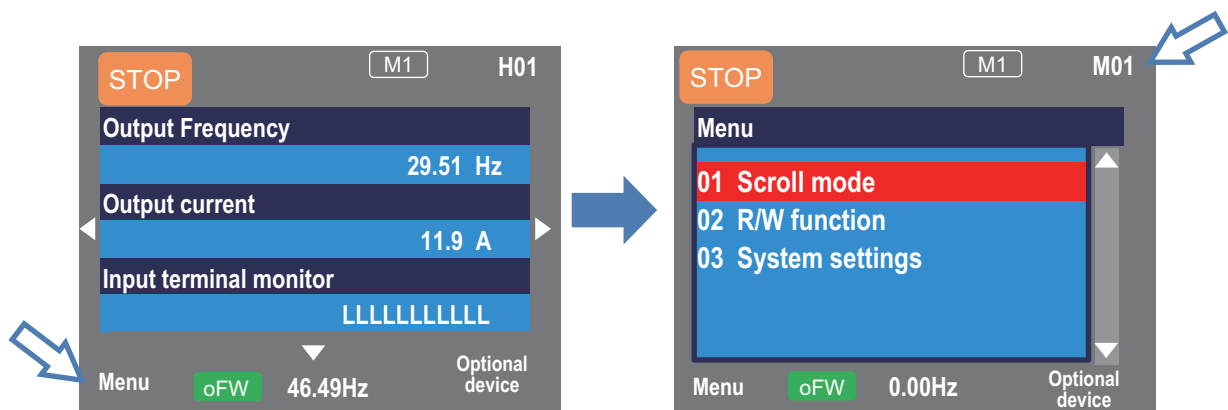 STOP
M1
H01
Output Frequency
29.51 Hz
Output current
11.9 A
Input terminal monitor
LLLLLLLLLLL
Menu
oFW
46.49Hz
Optional
device
STOP
M1
M01
Menu
01 Scroll mode
02 R/W function
03 System settings
Menu
oFW
0.00Hz
Optional
device